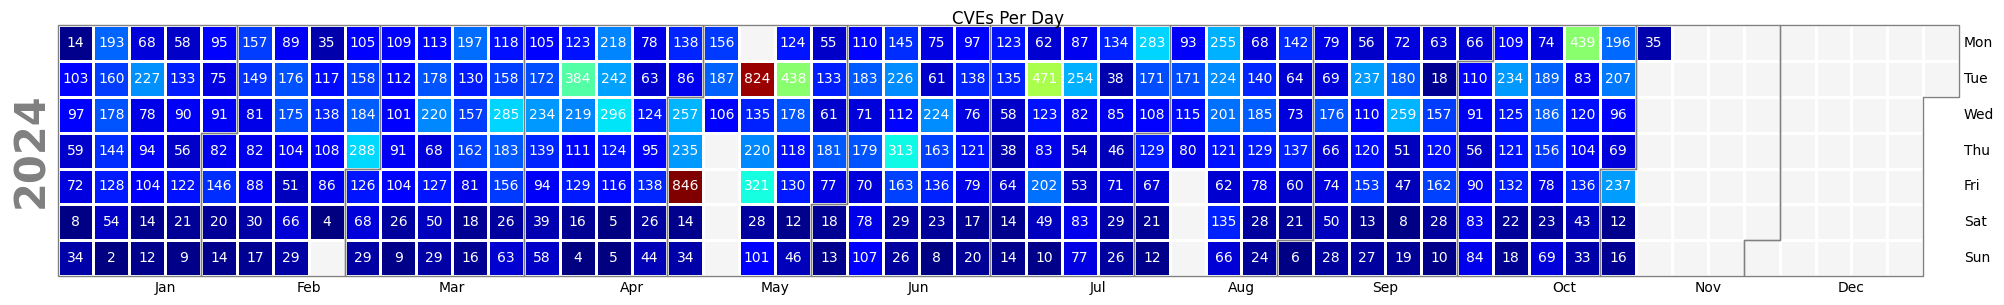 CVEs Per Day
14 193 68 58 95 157 89 35 105 109 113 197 118 105 123 218 78 138 156 124 55 110 145 75 97 123 62 87 134 283 93 255 68 142 79 56 72 63 66 109 74 439 196 35 Mon
103 160 227 133 75 149 176 117 158 112 178 130 158 172 384 242 63 86 187 824 438 133 183 226 61 138 135 471 254 38 171 171 224 140 64 69 237 180 18 110 234 189 83 207 Tue
97 178 78 90 91 81 175 138 184 101 220 157 285 234 219 296 124 257 106 135 178 61 71 112 224 76 58 123 82 85 108 115 201 185 73 176 110 259 157 91 125 186 120 96 Wed
59 144 94 56 82 82 104 108 288 91 68 162 183 139 111 124 95 235 220 118 181 179 313 163 121 38 83 54 46 129 80 121 129 137 66 120 51 120 56 121 156 104 69 Thu
72 128 104 122 146 88 51 86 126 104 127 81 156 94 129 116 138 846 321 130 77 70 163 136 79 64 202 53 71 67 62 78 60 74 153 47 162 90 132 78 136 237 Fri
8 54 14 21 20 30 66 4 68 26 50 18 26 39 16 5 26 14 28 12 18 78 29 23 17 14 49 83 29 21 135 28 21 50 13 8 28 83 22 23 43 12 Sat
34 2 12 9 14 17 29 29 9 29 16 63 58 4 5 44 34 101 46 13 107 26 8 20 14 10 77 26 12 66 24 6 28 27 19 10 84 18 69 33 16 Sun
2024
Jan Feb Mar Apr May Jun Jul Aug Sep Oct Nov Dec